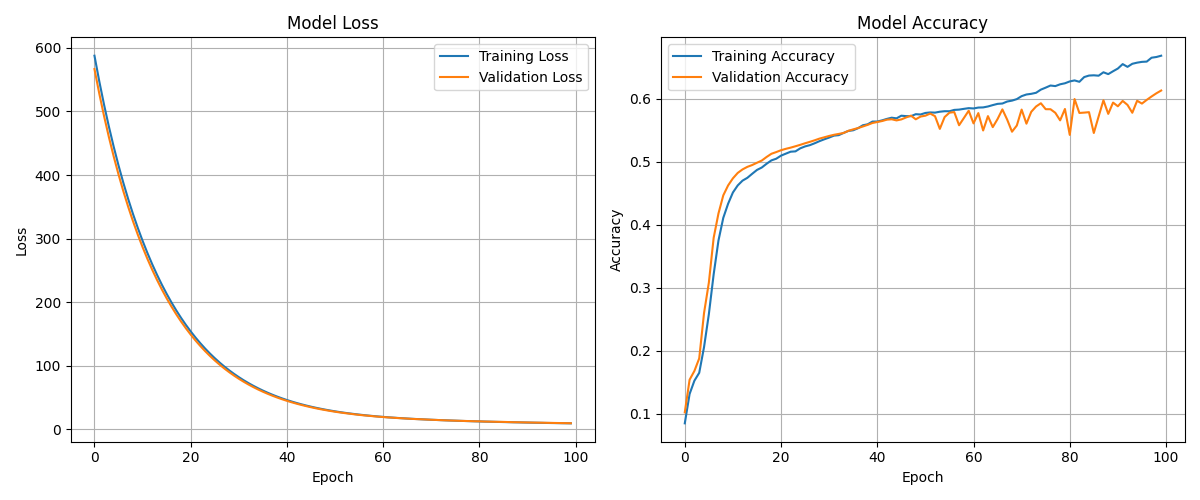 Model Loss
600
500
400
300
200
100
0
Loss
Training Loss
Validation Loss
0 20 40 60 80 100
Epoch
Model Accuracy
0.6
0.5
0.4
0.3
0.2
0.1
Accuracy
Training Accuracy
Validation Accuracy
0 20 40 60 80 100
Epoch